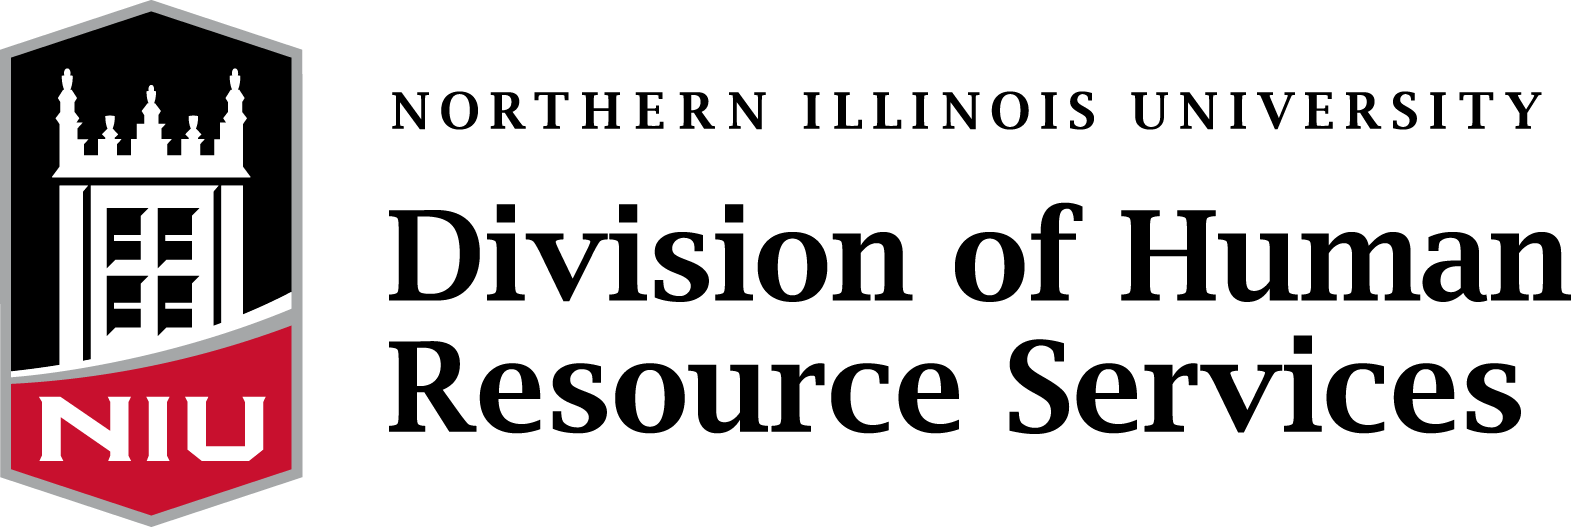 NIU
NORTHERN ILLINOIS UNIVERSITY
Division of Human
Resource Services